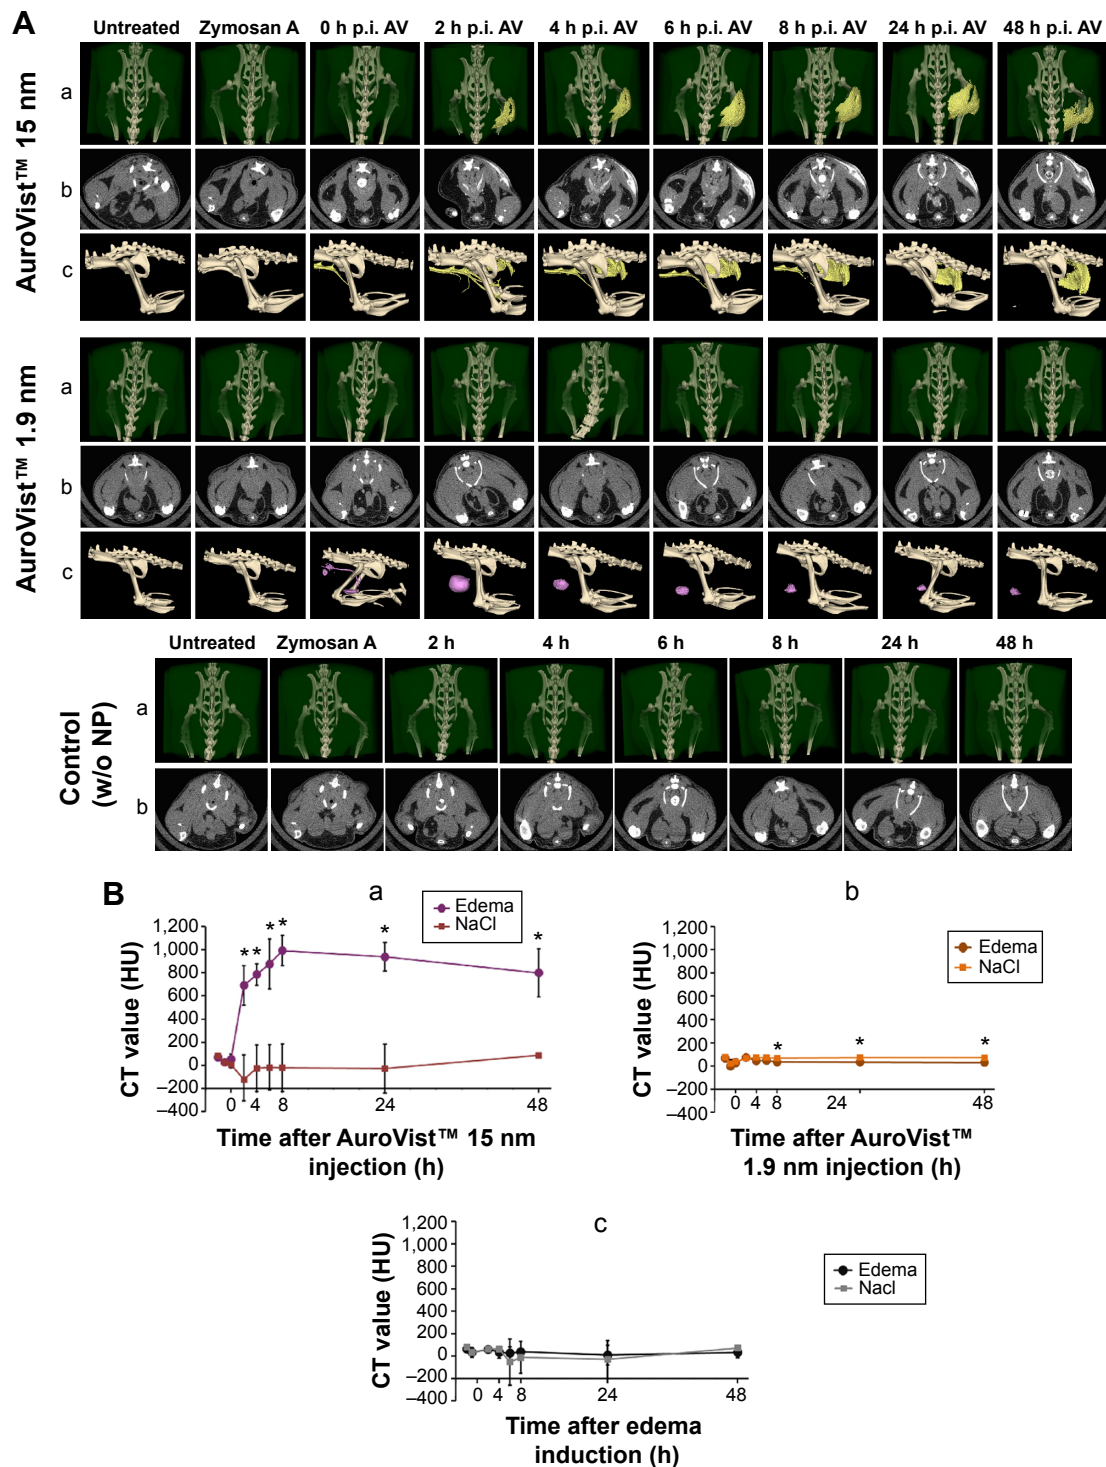 A
Untreated Zymosan A 0 h p.i. AV 2 h p.i. AV 4 h p.i. AV 6 h p.i. AV 8 h p.i. AV 24 h p.i. AV 48 h p.i. AV
AuroVist™ 15 nm
a
b
c
AuroVist™ 1.9 nm
a
b
c
Untreated Zymosan A 2 h 4 h 6 h 8 h 24 h 48 h
Control
(w/o NP)
a
b
B
a
Edema
NaCl
CT value (HU)
1,200
1,000
800
600
400
200
0
–200
–400
* * * * * *
0 4 8 24 48
Time after AuroVist™ 15 nm
injection (h)
b
Edema
NaCl
CT value (HU)
1,200
1,000
800
600
400
200
0
–200
–400
* * *
0 4 8 24 48
Time after AuroVist™
1.9 nm injection (h)
c
Edema
Nacl
CT value (HU)
1,200
1,000
800
600
400
200
0
–200
–400
0 4 8 24 48
Time after edema
induction (h)